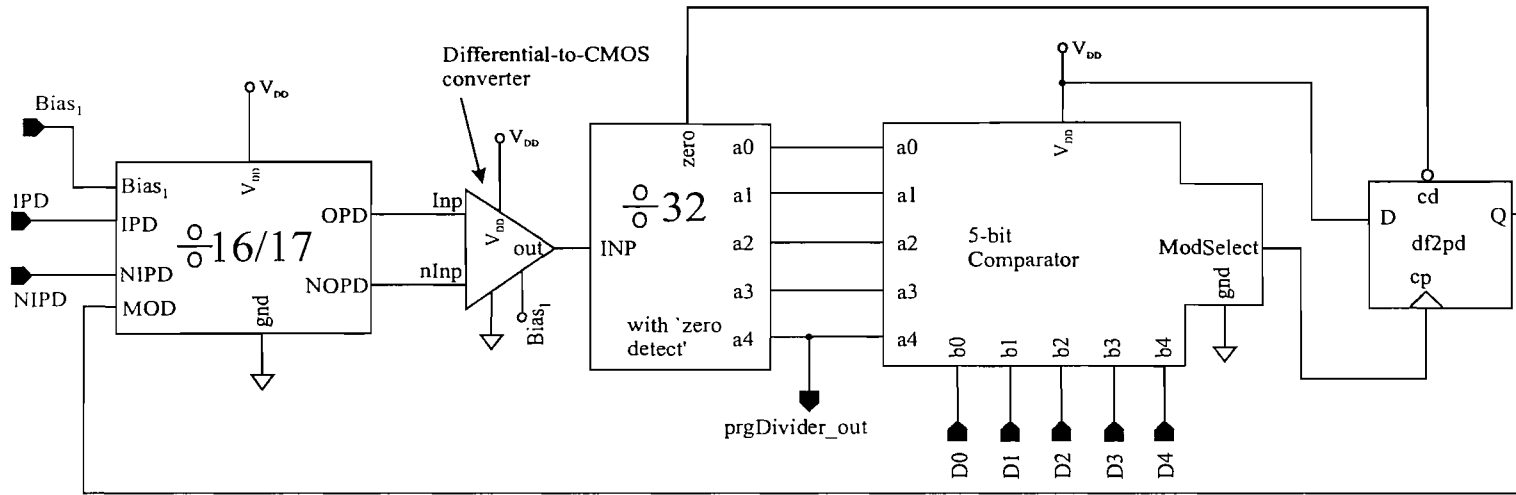 Bias1
IPD
NIPD
VDD
Bias1
IPD
NIPD
MOD
VDD
÷16/17
OPD
NOPD
gnd
Differential-to-CMOS
converter
VDD
Inp
nInp
VDD
out
Bias1
INP
zero
÷32
with 'zero
detect'
a0
a1
a2
a3
a4
prgDivider_out
VDD
a0
a1
a2
a3
a4
VDD
5-bit
Comparator
ModSelect
gnd
b0
b1
b2
b3
b4
D0
D1
D2
D3
D4
cd
D
Q
df2pd
cp